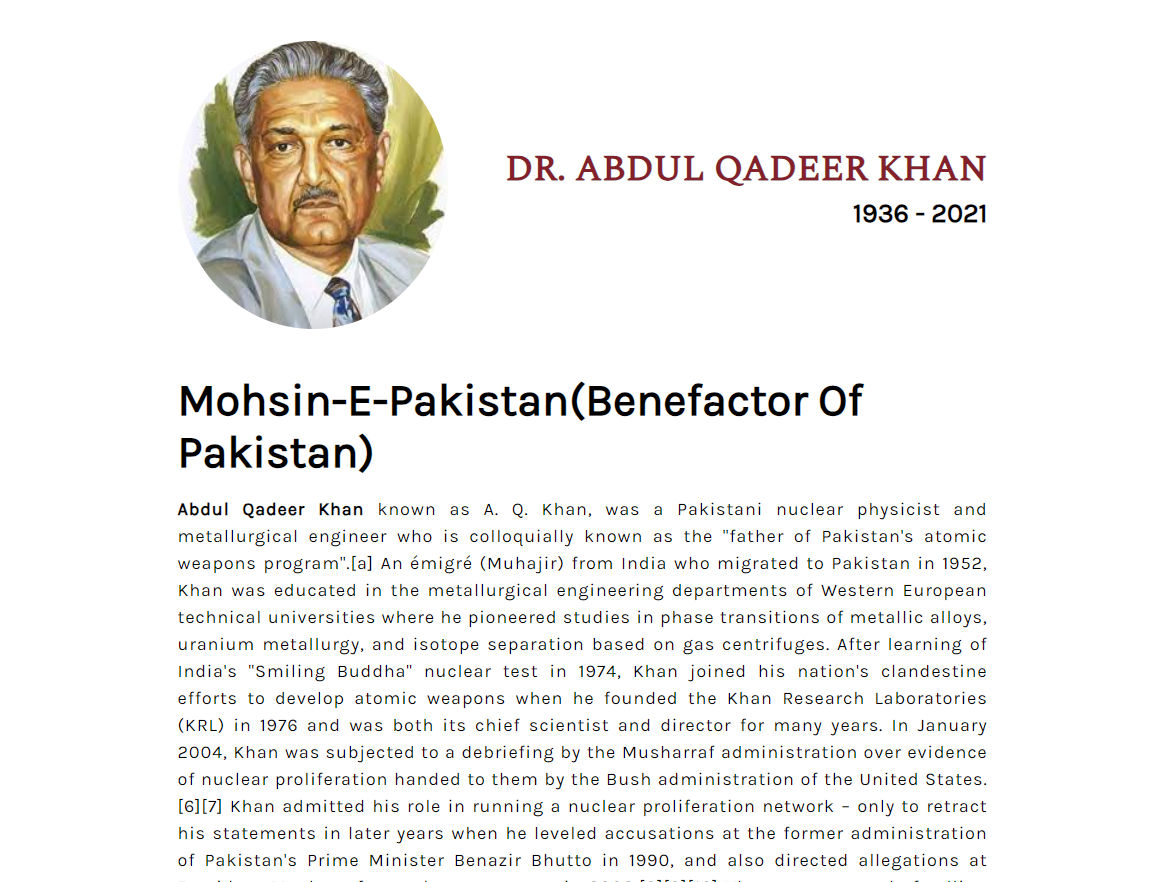 DR. ABDUL QADEER KHAN
1936 - 2021
Mohsin-E-Pakistan(Benefactor Of
Pakistan)
Abdul Qadeer Khan known as A. Q. Khan, was a Pakistani nuclear physicist and
metallurgical engineer who is colloquially known as the "father of Pakistan's atomic
weapons program".[a] An émigré (Muhajir) from India who migrated to Pakistan in 1952,
Khan was educated in the metallurgical engineering departments of Western European
technical universities where he pioneered studies in phase transitions of metallic alloys,
uranium metallurgy, and isotope separation based on gas centrifuges. After learning of
India's "Smiling Buddha" nuclear test in 1974, Khan joined his nation's clandestine
efforts to develop atomic weapons when he founded the Khan Research Laboratories
(KRL) in 1976 and was both its chief scientist and director for many years. In January
2004, Khan was subjected to a debriefing by the Musharraf administration over evidence
of nuclear proliferation handed to them by the Bush administration of the United States.
[6][7] Khan admitted his role in running a nuclear proliferation network – only to retract
his statements in later years when he leveled accusations at the former administration
of Pakistan's Prime Minister Benazir Bhutto in 1990, and also directed allegations at